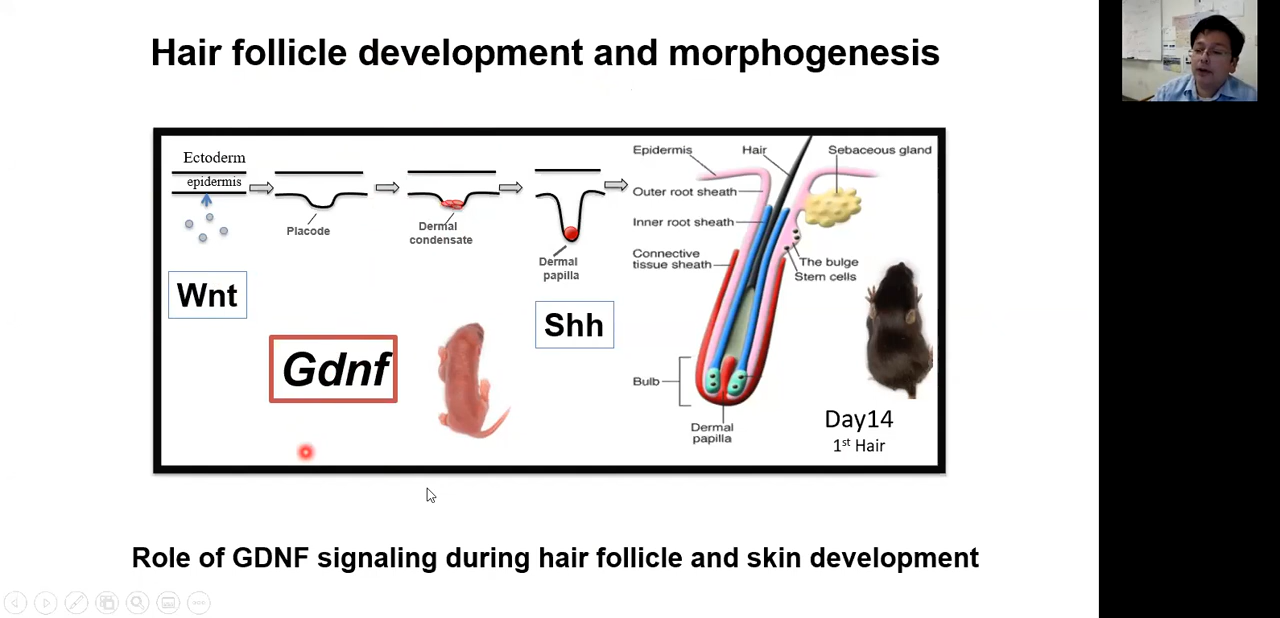 Hair follicle development and morphogenesis
Ectoderm
epidermis
Placode
Dermal
condensate
Dermal
papilla
Wnt
Gdnf
Shh
Epidermis
Hair
Sebaceous gland
Outer root sheath
Inner root sheath
Connective
tissue sheath
The bulge
Stem cells
Bulb
Dermal
papilla
Day14
1st Hair
Role of GDNF signaling during hair follicle and skin development